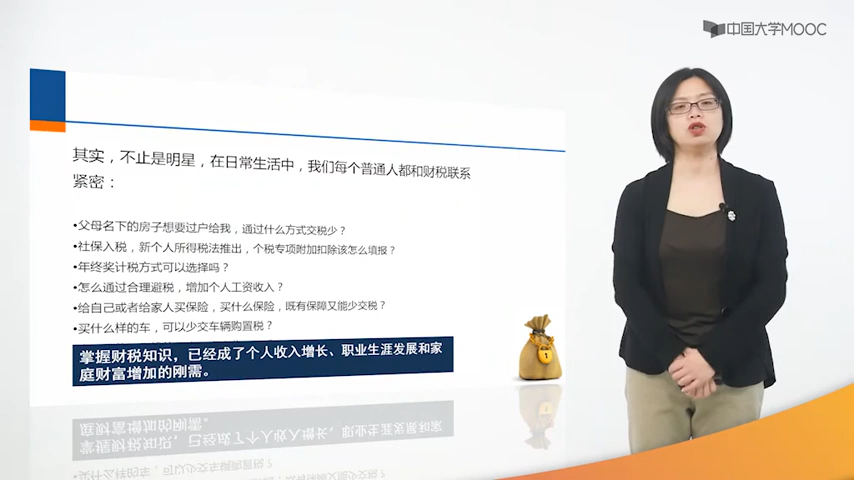 中国大学MOOC
其实，不止是明星，在日常生活中，我们每个普通人都和财税联系
紧密：
•父母名下的房子想要过户给我，通过什么方式交税少？
•社保入税，新个人所得税法推出，个税专项附加扣除该怎么填报？
•年终奖计税方式可以选择吗？
•怎么通过合理避税，增加个人工资收入？
•给自己或者给家人买保险，买什么保险，既有保障又能少交税？
•买什么样的车，可以少交车辆购置税？
掌握财税知识，已经成了个人收入增长、职业生涯发展和家
庭财富增加的刚需。